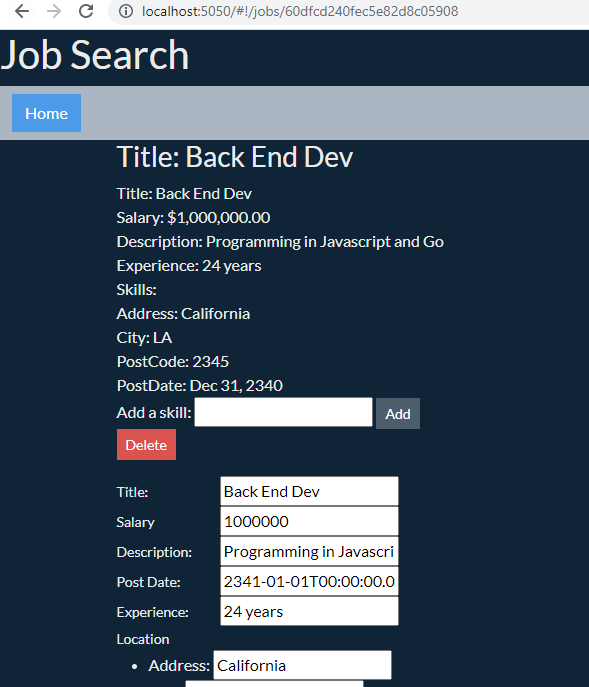 localhost:5050/#!/jobs/60dfcd240fec5e82d8c05908
Job Search
Home
Title: Back End Dev
Title: Back End Dev
Salary: $1,000,000.00
Description: Programming in Javascript and Go
Experience: 24 years
Skills:
Address: California
City: LA
PostCode: 2345
PostDate: Dec 31, 2340
Add a skill: Add
Delete
Title: Back End Dev
Salary 1000000
Description: Programming in Javascri
Post Date: 2341-01-01T00:00:00.0
Experience: 24 years
Location
Address: California